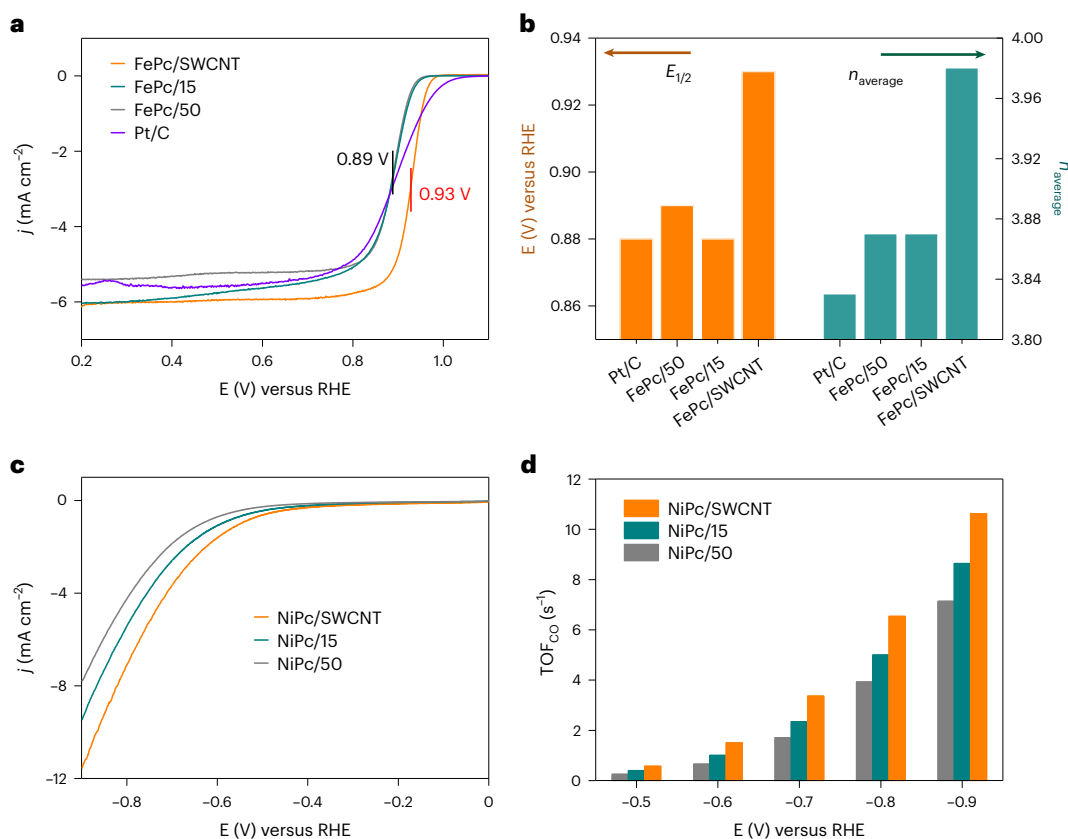 a
FePc/SWCNT
FePc/15
FePc/50
Pt/C
0.89 V
0.93 V
0
−2
−4
−6
j (mA cm−2)
0.2 0.4 0.6 0.8 1.0
E (V) versus RHE
b
0.94
0.92
0.90
0.88
0.86
E (V) versus RHE
E1/2
naverage
4.00
3.96
3.92
3.88
3.84
3.80
naverage
Pt/C FePc/50 FePc/15 FePc/SWCNT Pt/C FePc/50 FePc/15 FePc/SWCNT
c
0
−4
−8
−12
j (mA cm−2)
NiPc/SWCNT
NiPc/15
NiPc/50
−0.8 −0.6 −0.4 −0.2 0
E (V) versus RHE
d
12
10
8
6
4
2
0
TOFCO (s−1)
NiPc/SWCNT
NiPc/15
NiPc/50
−0.5 −0.6 −0.7 −0.8 −0.9
E (V) versus RHE